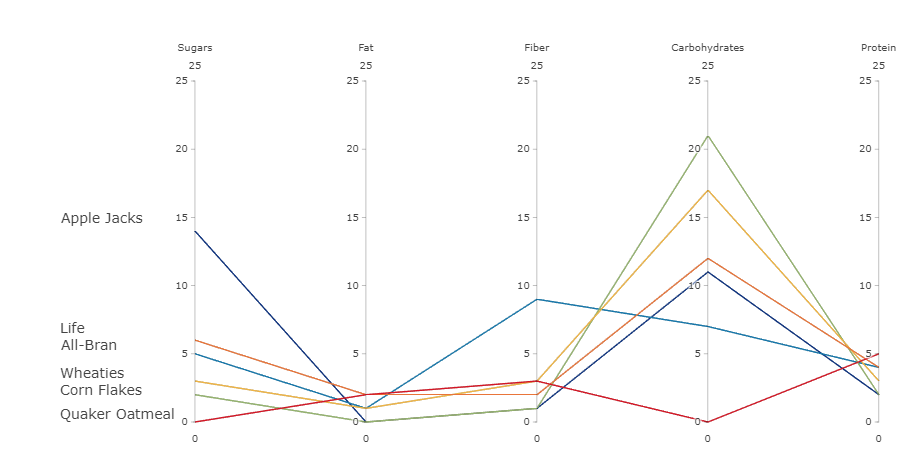 Sugars Fat Fiber Carbohydrates Protein
25 25 25 25 25
25 25 25 25 25
20 20 20 20 20
Apple Jacks 15 15 15 15 15
10 10 10 10 10
Life
All-Bran 5 5 5 5 5
Wheaties
Corn Flakes
Quaker Oatmeal 0 0 0 0 0
0 0 0 0 0